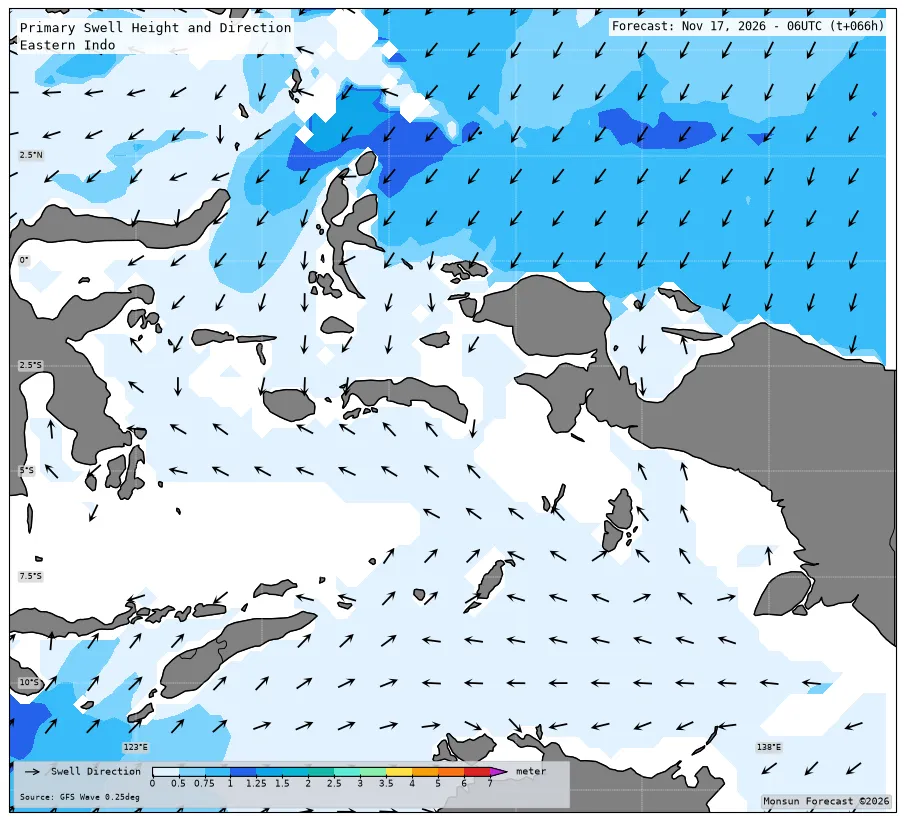 Primary Swell Height and Direction
Eastern Indo
Forecast: Nov 17, 2026 - 06UTC (t+066h)
2.5°N
0°
2.5°S
5°S
7.5°S
10°S
123°E
138°E
Swell Direction
0 0.5 0.75 1 1.25 1.5 2 2.5 3 3.5 4 5 6 7
meter
Source: GFS Wave 0.25deg
Monsun Forecast ©2026